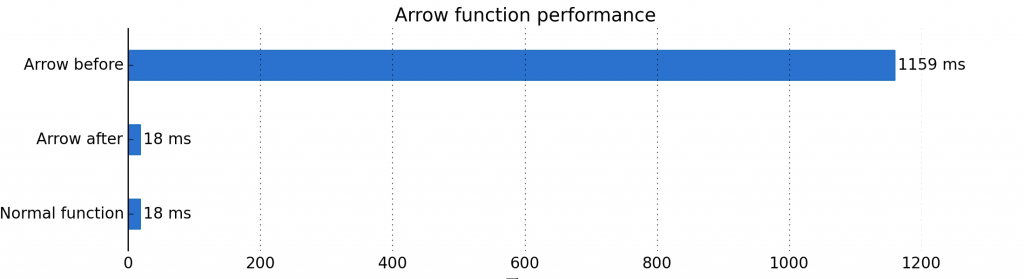 Arrow function performance
Arrow before
1159 ms
Arrow after
18 ms
Normal function
18 ms
0 200 400 600 800 1000 1200